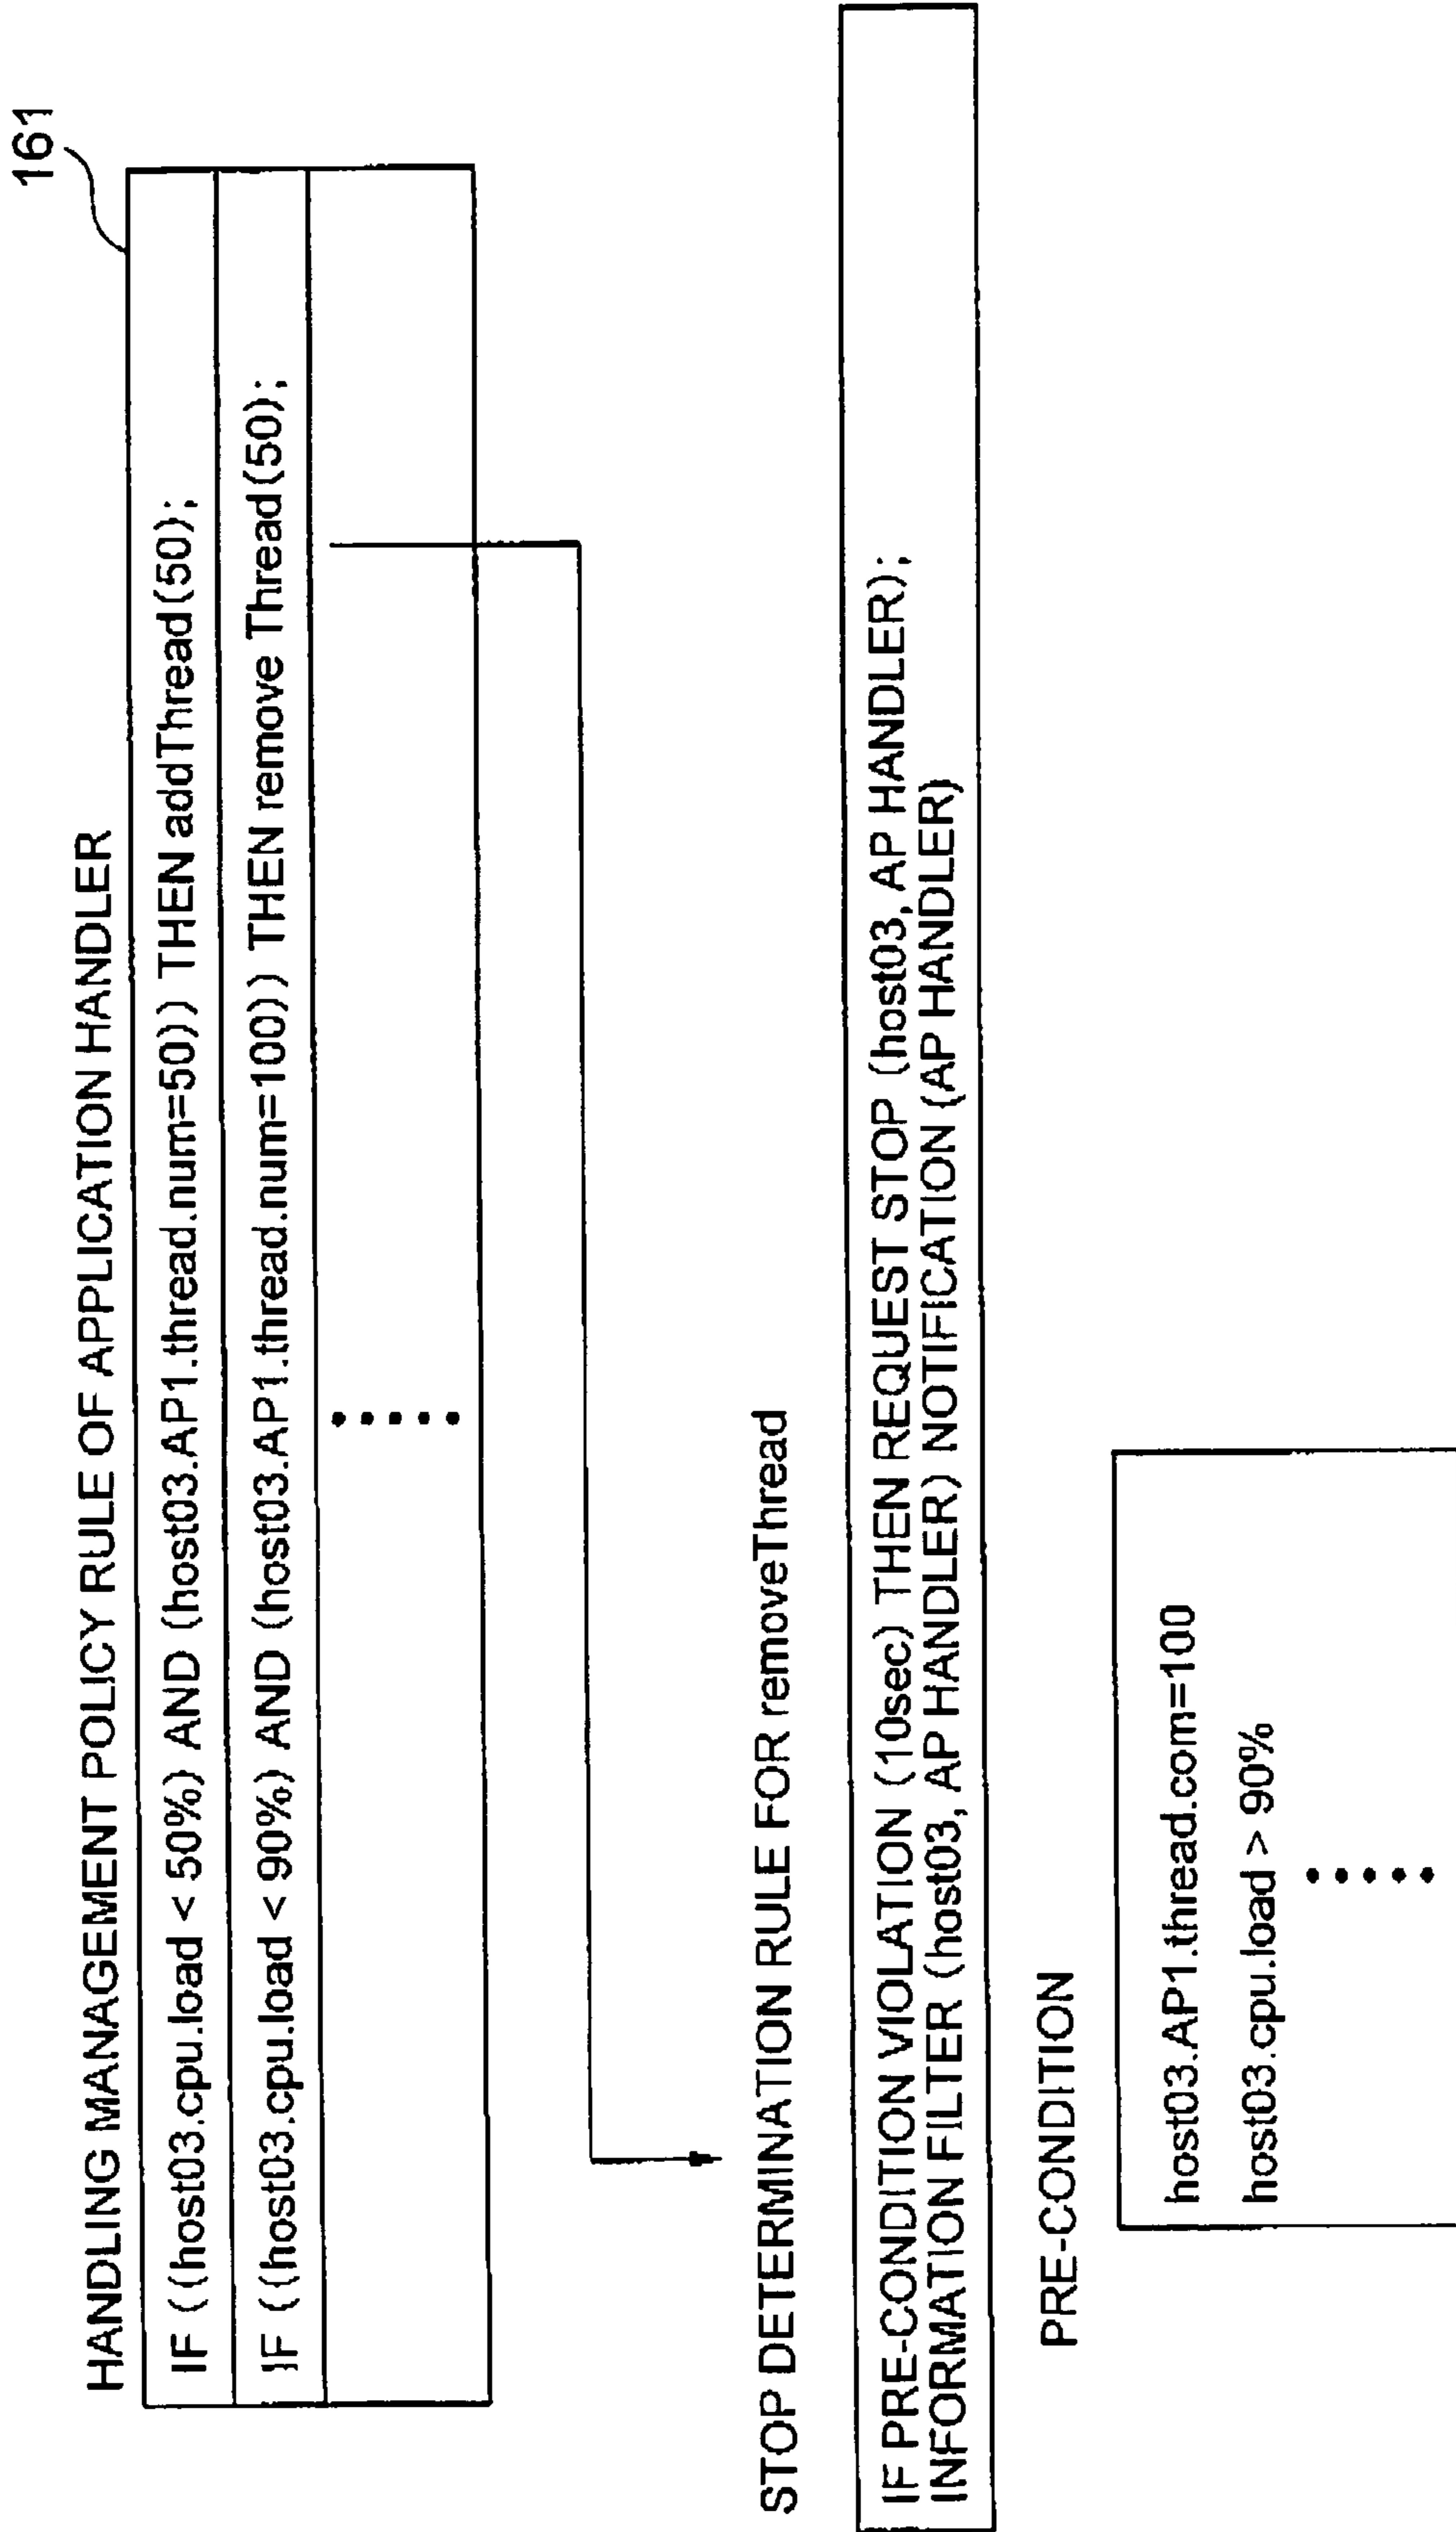 161
HANDLING MANAGEMENT POLICY RULE OF APPLICATION HANDLER
IF ((host03.cpu.load < 50%) AND (host03.AP1.thread.num=50)) THEN addThread(50);
IF ((host03.cpu.load < 90%) AND (host03.AP1.thread.num=100)) THEN remove Thread(50);
STOP DETERMINATION RULE FOR removeThread
IF PRE-CONDITION VIOLATION (10sec) THEN REQUEST STOP (host03, AP HANDLER);
INFORMATION FILTER (host03, AP HANDLER) NOTIFICATION (AP HANDLER)
PRE-CONDITION
host03.AP1.thread.com=100
host03.cpu.load > 90%